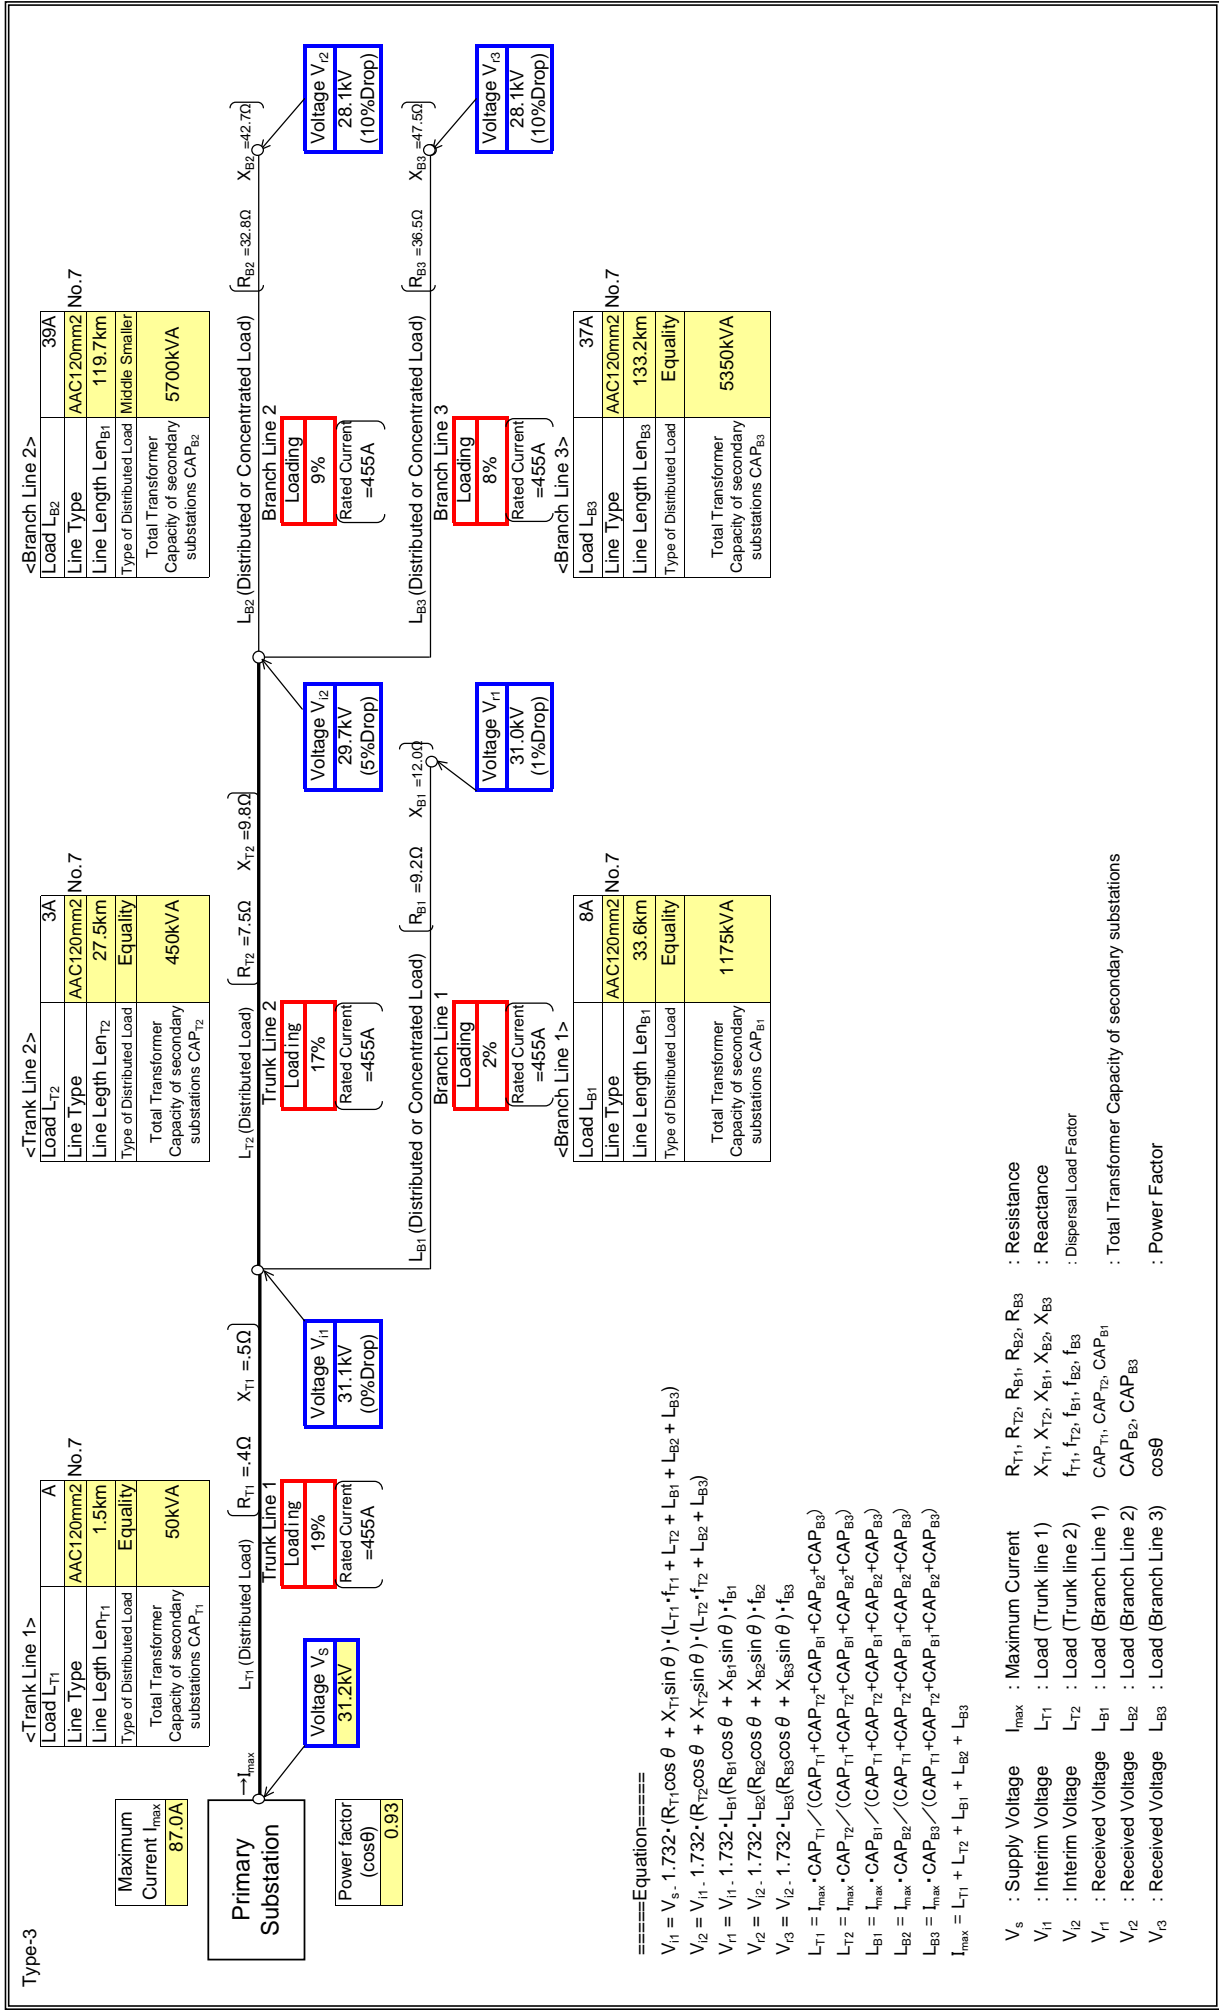 Type-3
Maximum
Current Imax
87.0A
Primary
Substation
Power factor
(cosθ)
0.93
→Imax
Voltage VS
31.2kV
<Trank Line 1>
Load LT1 A
Line Type AAC120mm2 No.7
Line Legth LenT1 1.5km
Type of Distributed Load Equality
Total Transformer
Capacity of secondary
substations CAPT1
50kVA
LT1 (Distributed Load) RT1 =.4Ω XT1 =.5Ω
Trunk Line 1
Loading
19%
Rated Current
=455A
Voltage Vi1
31.1kV
(0%Drop)
<Trank Line 2>
Load LT2 3A
Line Type AAC120mm2 No.7
Line Legth LenT2 27.5km
Type of Distributed Load Equality
Total Transformer
Capacity of secondary
substations CAPT2
450kVA
LT2 (Distributed Load) RT2 =7.5Ω XT2 =9.8Ω
Trunk Line 2
Loading
17%
Rated Current
=455A
Voltage Vi2
29.7kV
(5%Drop)
LB1 (Distributed or Concentrated Load) RB1 =9.2Ω XB1 =12.0Ω
Branch Line 1
Loading
2%
Rated Current
=455A
Voltage Vr1
31.0kV
(1%Drop)
<Branch Line 1>
Load LB1 8A
Line Type AAC120mm2 No.7
Line Length LenB1 33.6km
Type of Distributed Load Equality
Total Transformer
Capacity of secondary
substations CAPB1
1175kVA
<Branch Line 2>
Load LB2 39A
Line Type AAC120mm2 No.7
Line Length LenB1 119.7km
Type of Distributed Load Middle Smaller
Total Transformer
Capacity of secondary
substations CAPB2
5700kVA
LB2 (Distributed or Concentrated Load) RB2 =32.8Ω XB2 =42.7Ω
Branch Line 2
Loading
9%
Rated Current
=455A
Voltage Vr2
28.1kV
(10%Drop)
LB3 (Distributed or Concentrated Load) RB3 =36.5Ω XB3 =47.5Ω
Branch Line 3
Loading
8%
Rated Current
=455A
Voltage Vr3
28.1kV
(10%Drop)
<Branch Line 3>
Load LB3 37A
Line Type AAC120mm2 No.7
Line Length LenB3 133.2km
Type of Distributed Load Equality
Total Transformer
Capacity of secondary
substations CAPB3
5350kVA
=====Equation=====
Vi1 = Vs - 1.732・(RT1cosθ + XT1sinθ)・(LT1・fT1 + LT2 + LB1 + LB2 + LB3)
Vi2 = Vi1 - 1.732・(RT2cosθ + XT2sinθ)・(LT2・fT2 + LB2 + LB3)
Vr1 = Vi1 - 1.732・LB1(RB1cosθ + XB1sinθ)・fB1
Vr2 = Vi2 - 1.732・LB2(RB2cosθ + XB2sinθ)・fB2
Vr3 = Vi2 - 1.732・LB3(RB3cosθ + XB3sinθ)・fB3
LT1 = Imax・CAPT1／(CAPT1+CAPT2+CAPB1+CAPB2+CAPB3)
LT2 = Imax・CAPT2／(CAPT1+CAPT2+CAPB1+CAPB2+CAPB3)
LB1 = Imax・CAPB1／(CAPT1+CAPT2+CAPB1+CAPB2+CAPB3)
LB2 = Imax・CAPB2／(CAPT1+CAPT2+CAPB1+CAPB2+CAPB3)
LB3 = Imax・CAPB3／(CAPT1+CAPT2+CAPB1+CAPB2+CAPB3)
Imax = LT1 + LT2 + LB1 + LB2 + LB3
Vs : Supply Voltage Imax : Maximum Current RT1, RT2, RB1, RB2, RB3 : Resistance
Vi1 : Interim Voltage LT1 : Load (Trunk line 1) XT1, XT2, XB1, XB2, XB3 : Reactance
Vi2 : Interim Voltage LT2 : Load (Trunk line 2) fT1, fT2, fB1, fB2, fB3 : Dispersal Load Factor
Vr1 : Received Voltage LB1 : Load (Branch Line 1) CAPT1, CAPT2, CAPB1 : Total Transformer Capacity of secondary substations
Vr2 : Received Voltage LB2 : Load (Branch Line 2) CAPB2, CAPB3
Vr3 : Received Voltage LB3 : Load (Branch Line 3) cosθ : Power Factor